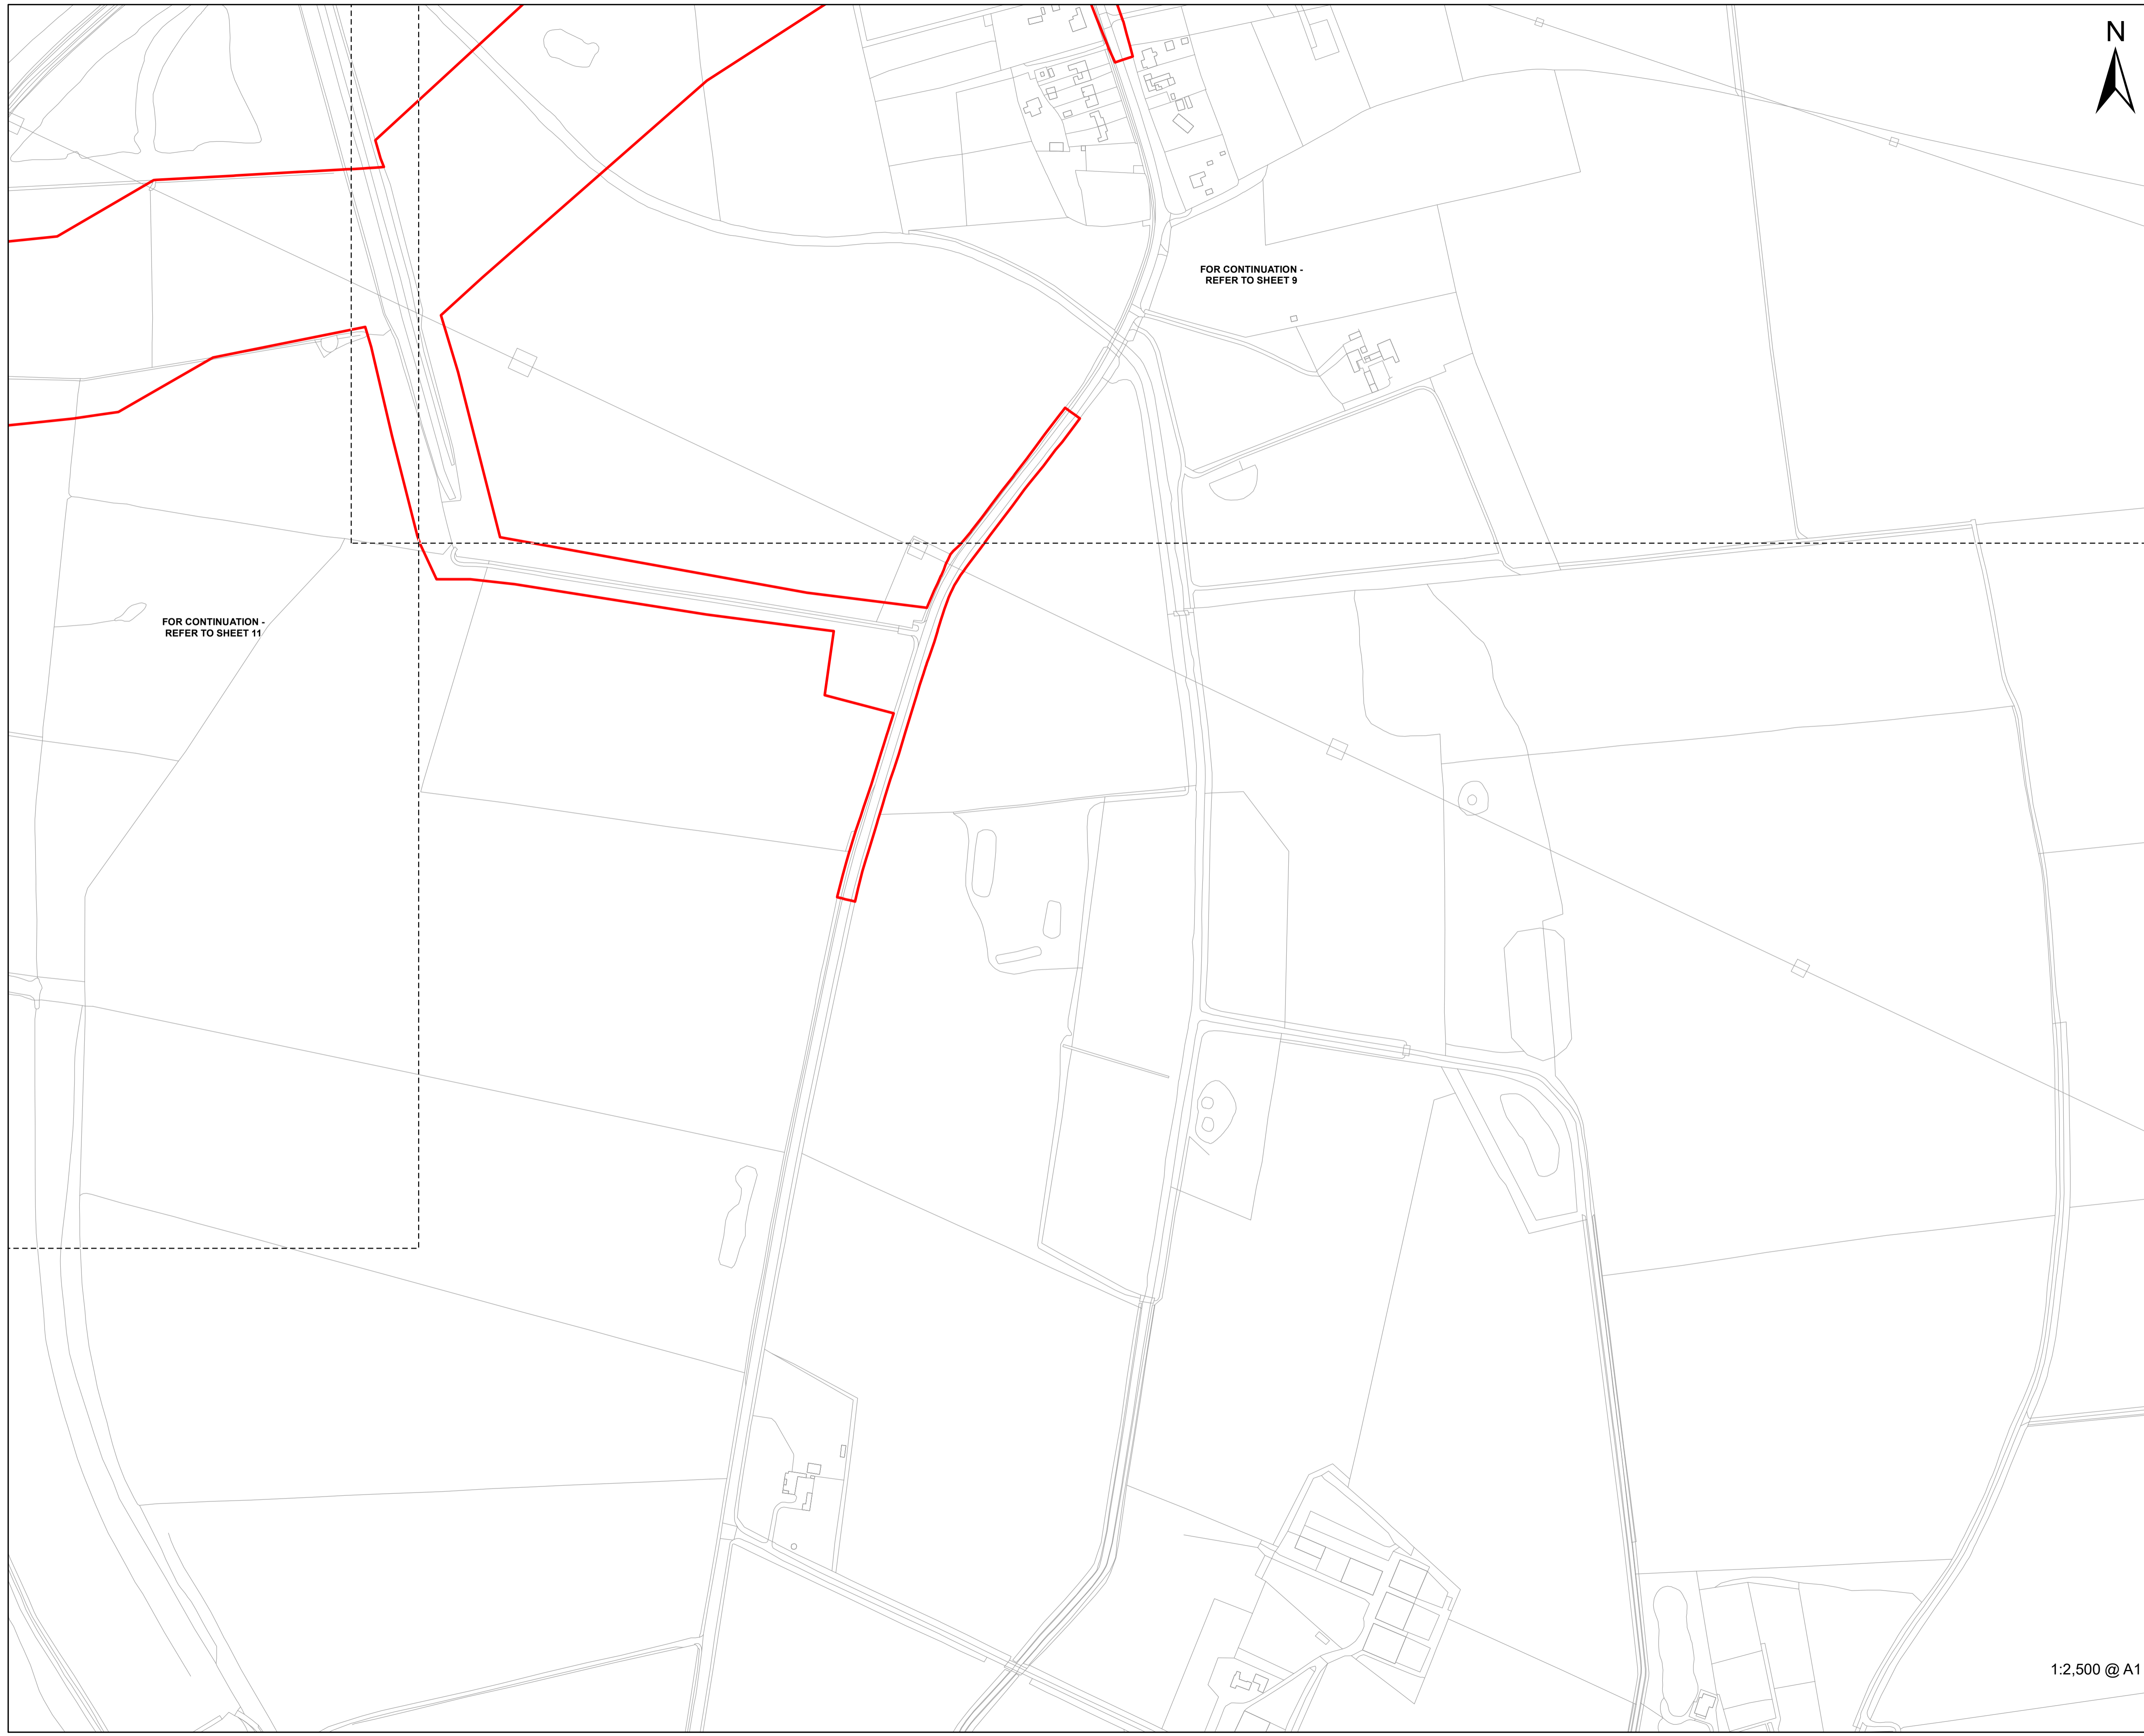 N
FOR CONTINUATION -
REFER TO SHEET 9
FOR CONTINUATION -
REFER TO SHEET 11
1:2,500 @ A1